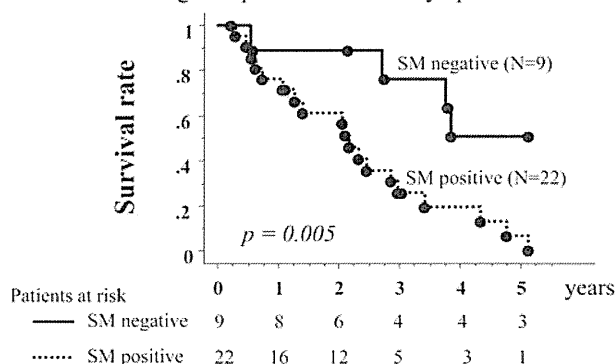 1
.8
.6
.4
.2
0
Survival rate
SM negative (N=9)
SM positive (N=22)
p = 0.005
0 1 2 3 4 5 years
Patients at risk
SM negative 9 8 6 4 4 3
SM positive 22 16 12 5 3 1